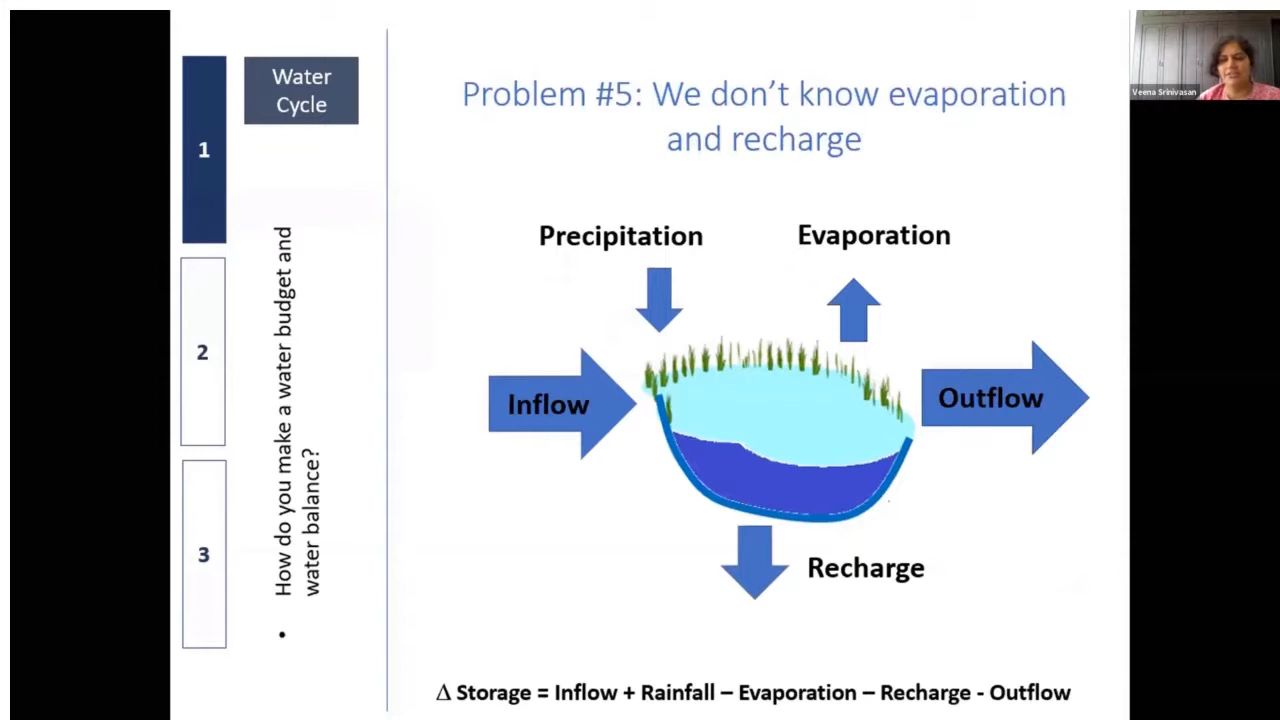 1
2
3
Water
Cycle
• How do you make a water budget and
water balance?
Problem #5: We don’t know evaporation
and recharge
Precipitation
Evaporation
Inflow
Outflow
Recharge
Δ Storage = Inflow + Rainfall – Evaporation – Recharge - Outflow
Veena Srinivasan